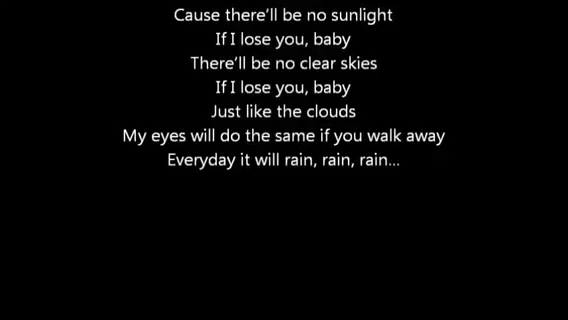 Cause there'll be no sunlight
If I lose you, baby
There'll be no clear skies
If I lose you, baby
Just like the clouds
My eyes will do the same if you walk away
Everyday it will rain, rain, rain...